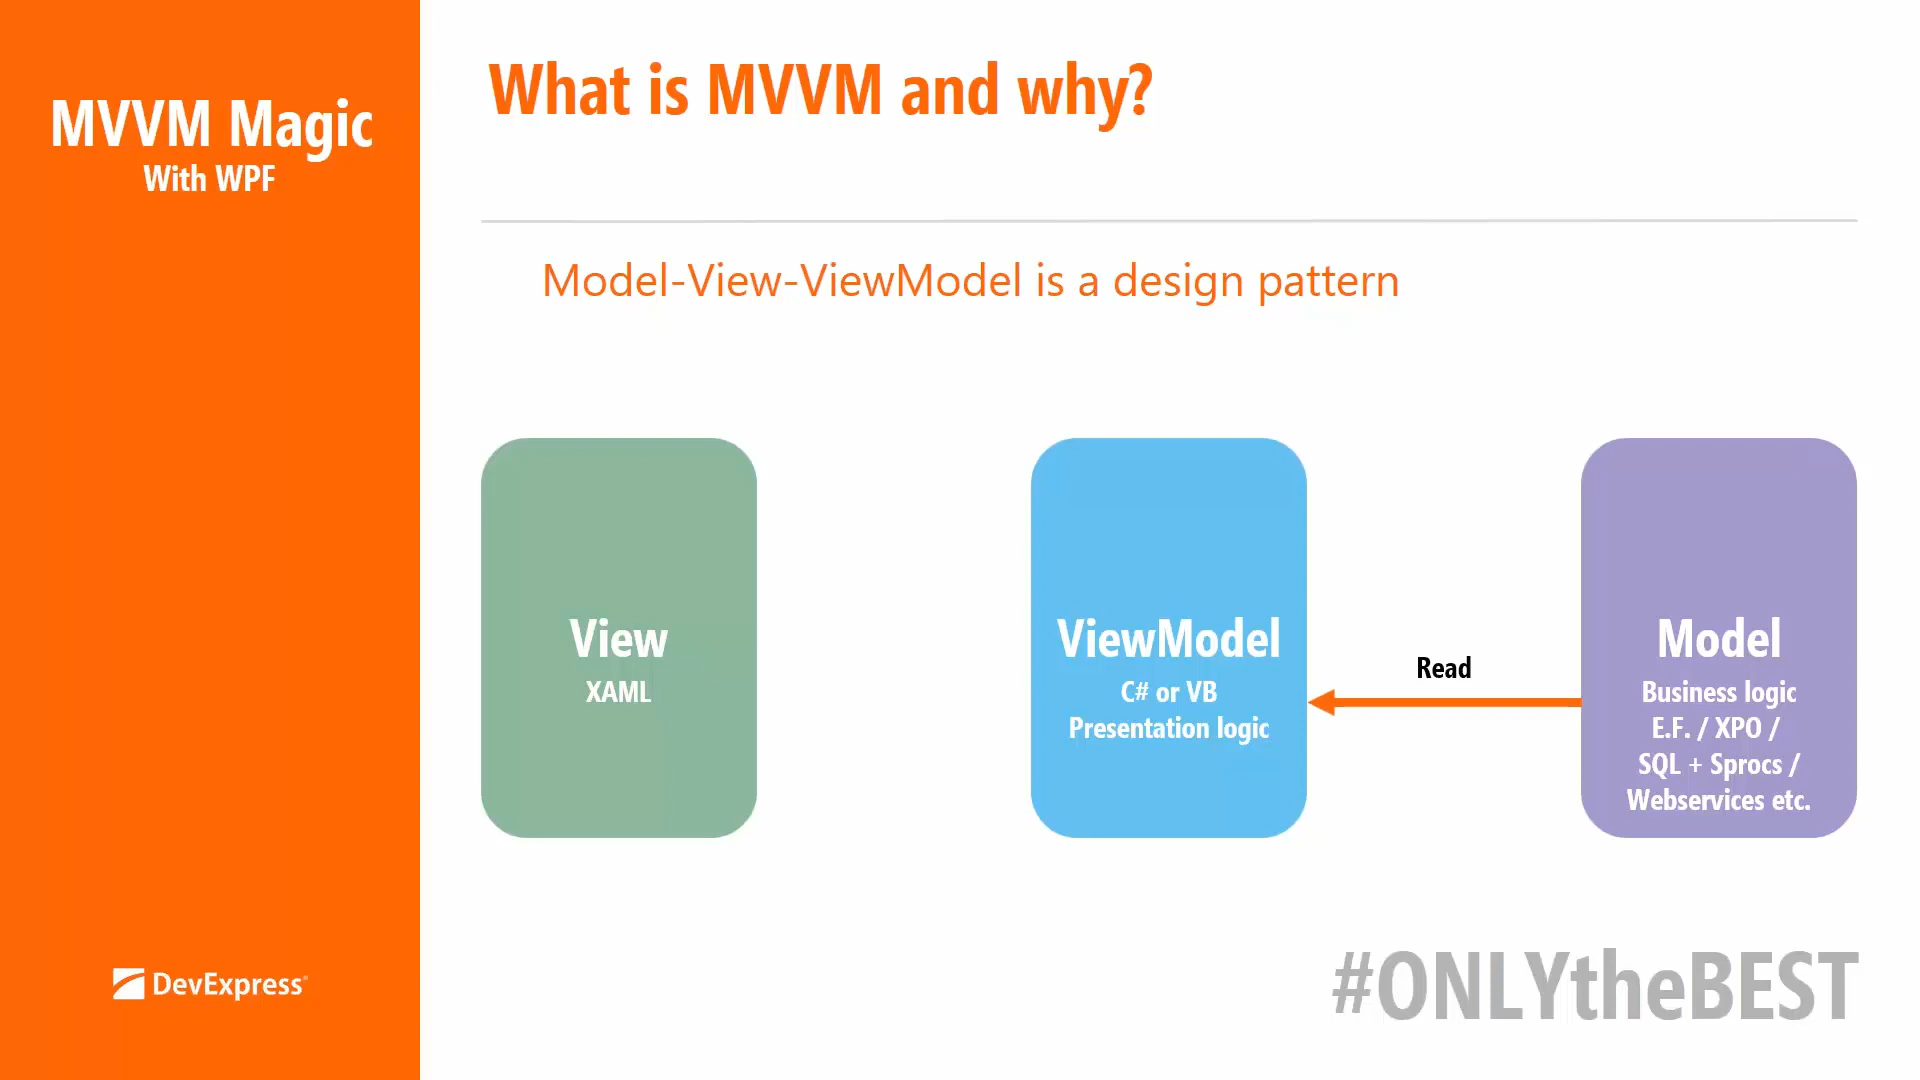 MVVM Magic
With WPF
What is MVVM and why?
Model-View-ViewModel is a design pattern
View
XAML
ViewModel
C# or VB
Presentation logic
Read
Model
Business logic
E.F. / XPO /
SQL + Sprocs /
Webservices etc.
DevExpress
#ONLYtheBEST